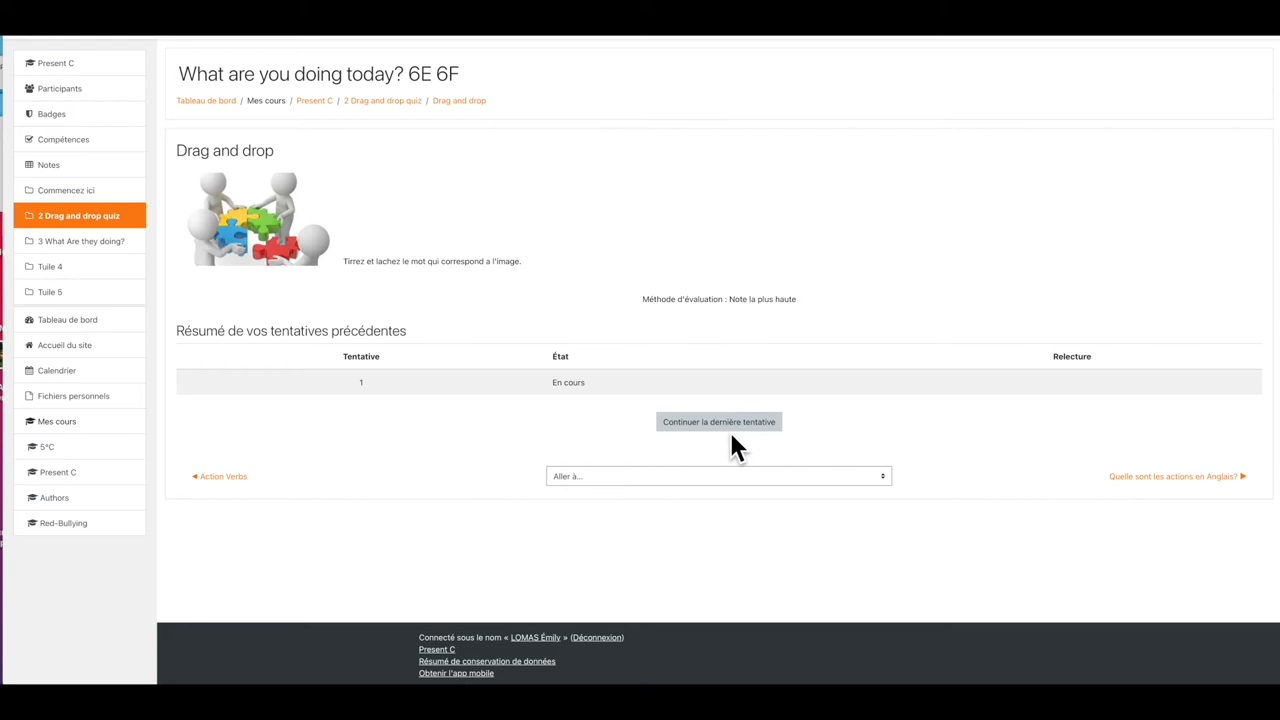 Present C
Participants
Badges
Compétences
Notes
Commencez ici
2 Drag and drop quiz
3 What Are they doing?
Tuile 4
Tuile 5
Tableau de bord
Accueil du site
Calendrier
Fichiers personnels
Mes cours
5°C
Present C
Authors
Red-Bullying
What are you doing today? 6E 6F
Tableau de bord / Mes cours / Present C / 2 Drag and drop quiz / Drag and drop
Drag and drop
Tirrez et lachez le mot qui correspond a l'image.
Méthode d'évaluation : Note la plus haute
Résumé de vos tentatives précédentes
Tentative État Relecture
1 En cours
Continuer la dernière tentative
◀ Action Verbs Aller à... Quelle sont les actions en Anglais? ▶
Connecté sous le nom « LOMAS Émily » (Déconnexion)
Present C
Résumé de conservation de données
Obtenir l'app mobile